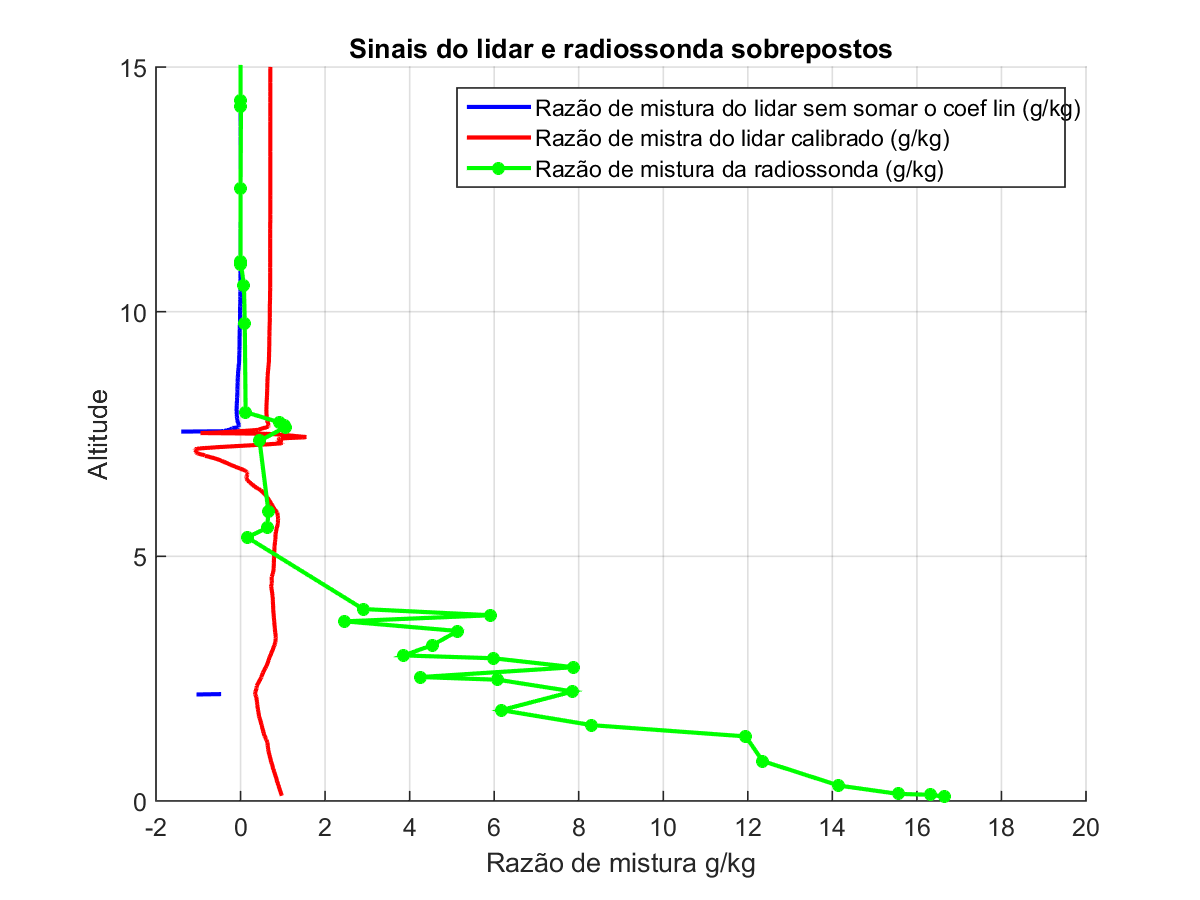 Sinais do lidar e radiossonda sobrepostos
Razão de mistura do lidar sem somar o coef lin (g/kg)
Razão de mistra do lidar calibrado (g/kg)
Razão de mistura da radiossonda (g/kg)
15
10
5
0
Altitude
-2 0 2 4 6 8 10 12 14 16 18 20
Razão de mistura g/kg